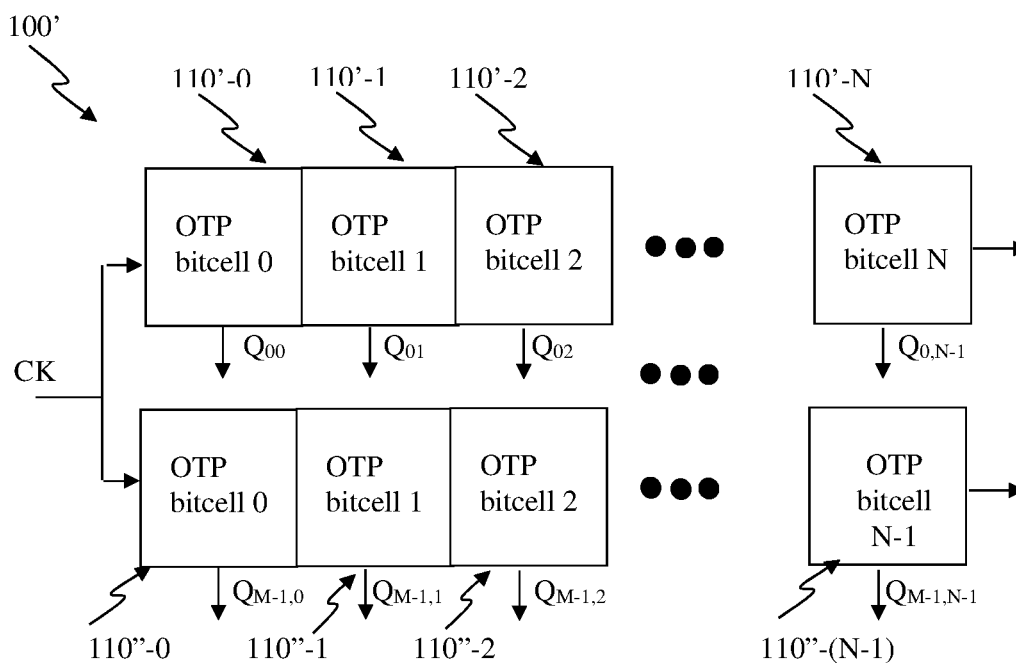 100’
110’-0
110’-1
110’-2
110’-N
OTP
bitcell 0
OTP
bitcell 1
OTP
bitcell 2
OTP
bitcell N
Q00
Q01
Q02
Q0,N-1
CK
OTP
bitcell 0
OTP
bitcell 1
OTP
bitcell 2
OTP
bitcell
N-1
QM-1,0
QM-1,1
QM-1,2
QM-1,N-1
110”-0
110”-1
110”-2
110”-(N-1)